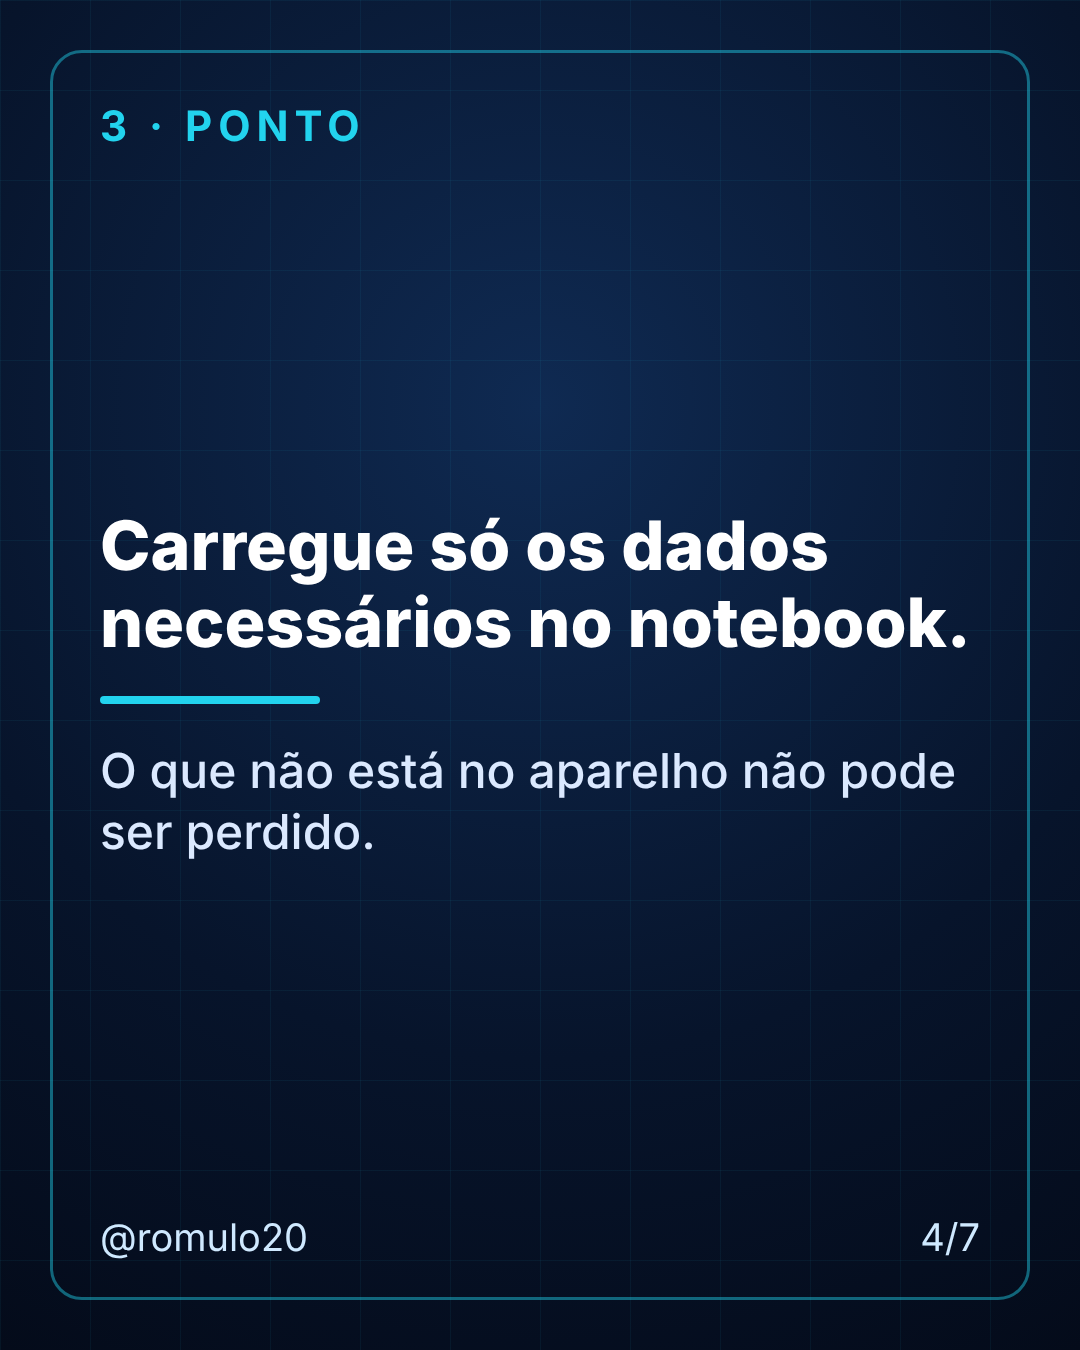 3 · PONTO
Carregue só os dados
necessários no notebook.
O que não está no aparelho não pode
ser perdido.
@romulo20
4/7